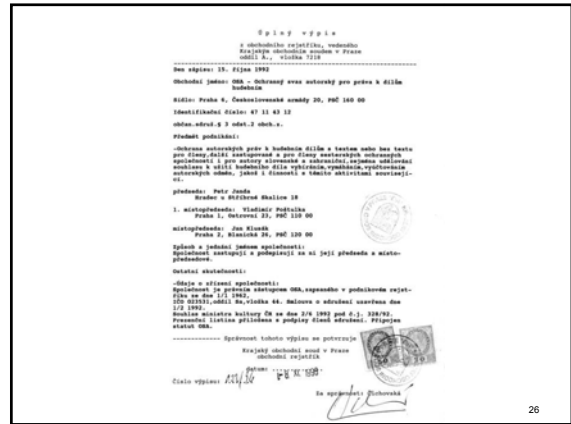 Úplný výpis
z obchodního rejstříku, vedeného
Krajským obchodním soudem v Praze
oddíl A., vložka 7218
Den zápisu: 15. října 1992
Obchodní jméno: OSA - Ochranný svaz autorský pro práva k dílům
hudebním
Sídlo: Praha 6, Československé armády 20, PSČ 160 00
Identifikační číslo: 47 11 43 12
občan.sdruž.§ 3 odst.2 obch.z.
Předmět podnikání:
-Ochrana autorských práv k hudebním dílům s textem nebo bez textu
pro členy,další zastupované a pro členy sesterských ochranných
společností i pro autory slovenské a zahraniční,zejména udělování
souhlasu k užití hudebního díla vybíráním,vymáháním,vyúčtováním
autorských odměn, jakož i činnosti s těmito aktivitami souvisejí-
cí.
předseda: Petr Janda
Hradec u Stříbrné Skalice 18
1. místopředseda: Vladimír Poštulka
Praha 1, Ostrovní 23, PSČ 110 00
místopředseda: Jan Klusák
Praha 2, Blanická 26, PSČ 120 00
Způsob a jednání jménem společnosti:
Společnost zastupují a podepisují za ni její předseda a místo-
předsedové.
Ostatní skutečnosti:
-Údaje o zřízení společnosti:
Společnost je právním zástupcem OSA,zapsaného v podnikovém rejst-
říku ke dne 1/1 1962,
IČO 023531,oddíl Sa,vložka 44. Smlouva o sdružení uzavřena dne
1/2 1992.
Souhlas ministra kultury ČR ze dne 2/6 1992 pod č.j. 328/92.
Presenční listina přiložena s podpisy členů sdružení. Připojen
statut OSA.
Správnost tohoto výpisu se potvrzuje
Krajský obchodní soud v Praze
obchodní rejstřík
datum:
Číslo výpisu:
Za správnost: Čichovská
26